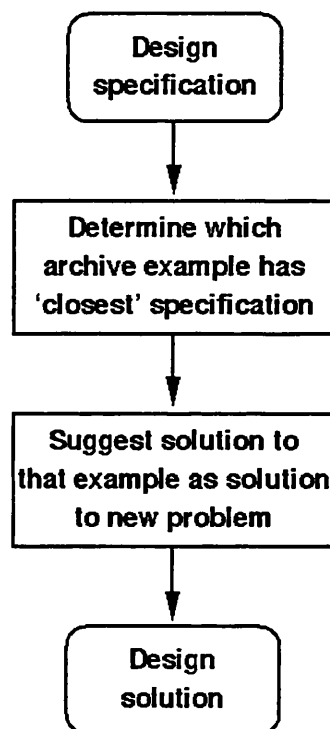 Design
specification
Determine which
archive example has
‘closest’ specification
Suggest solution to
that example as solution
to new problem
Design
solution